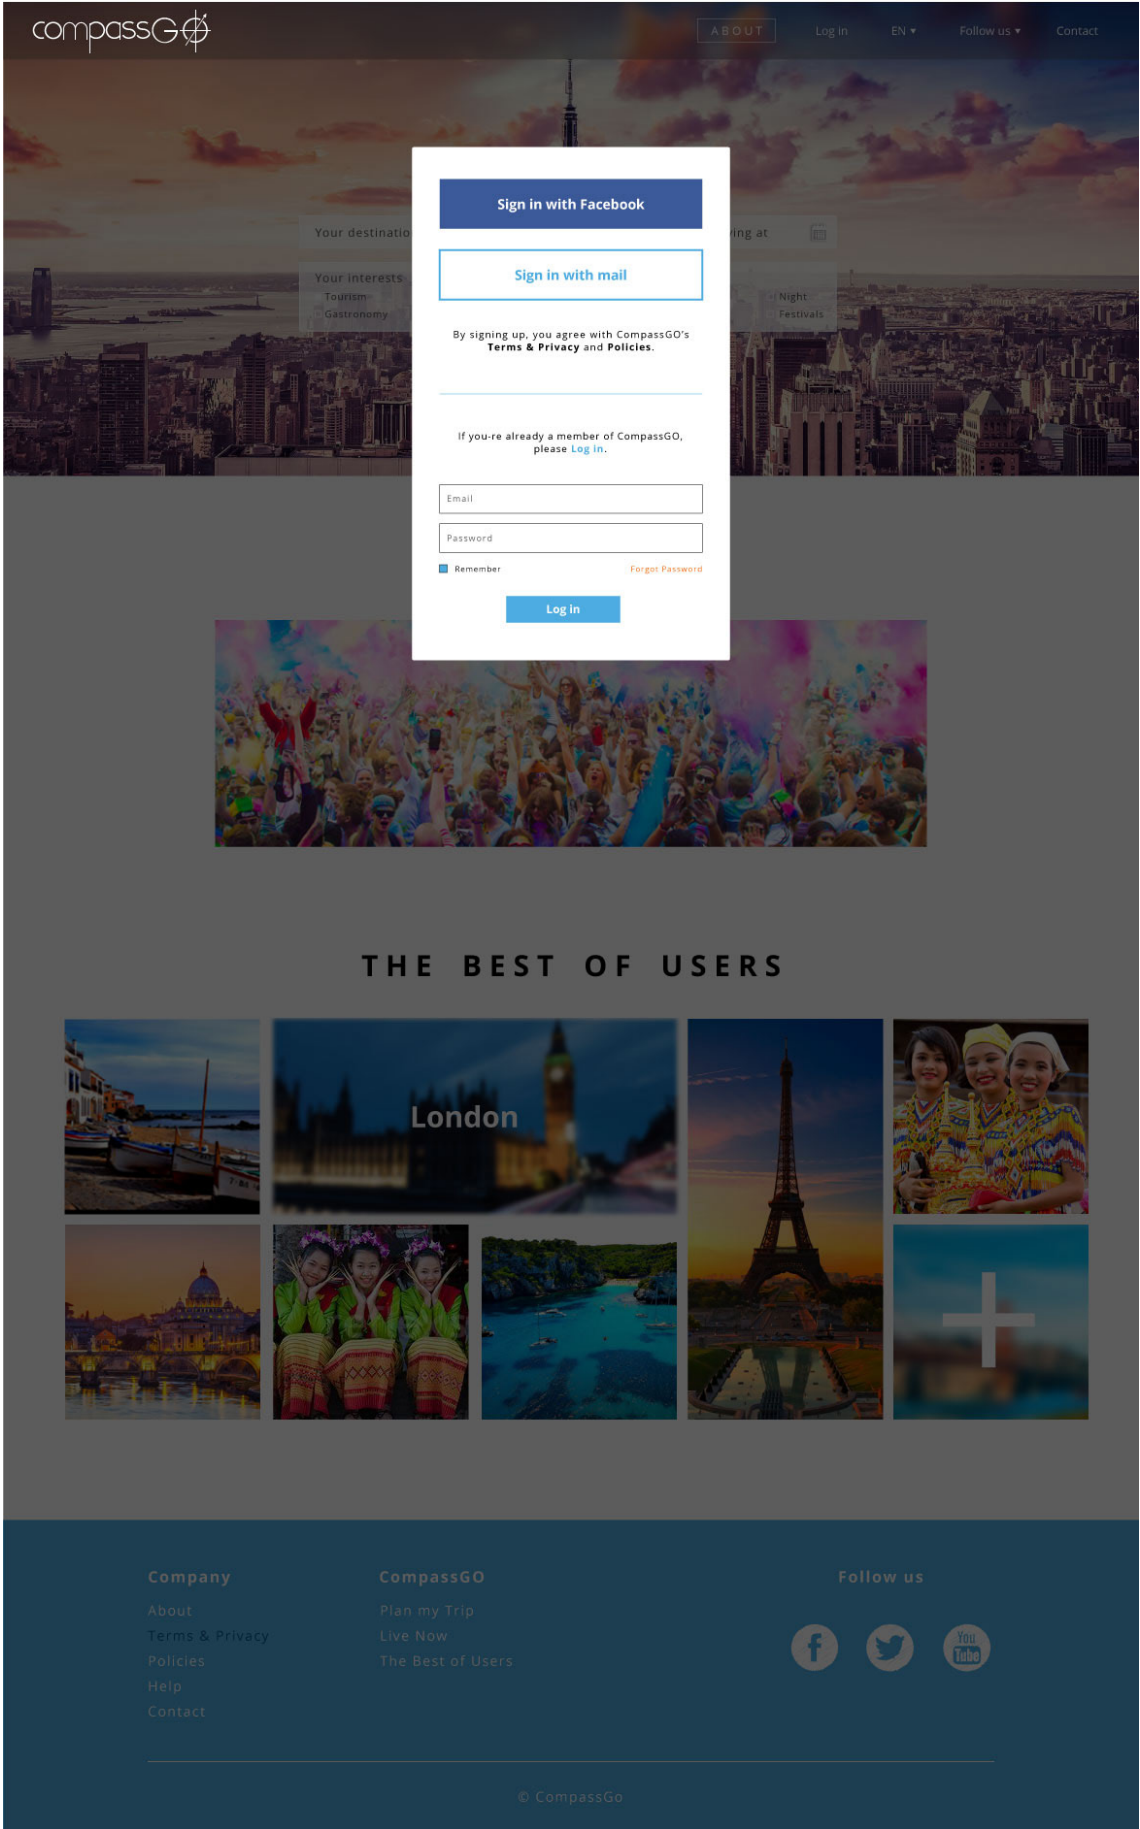 compassGO
ABOUT
Log in
EN ▾
Follow us ▾
Contact
Sign in with Facebook
Your destinatio
ing at
Sign in with mail
Your interests
Tourism
Gastronomy
Night
Festivals
By signing up, you agree with CompassGO's
Terms & Privacy and Policies.
If you-re already a member of CompassGO,
please Log in.
Email
Password
Remember
Forgot Password
Log in
THE BEST OF USERS
London
Company
CompassGO
Follow us
About
Plan my Trip
Terms & Privacy
Live Now
Policies
The Best of Users
Help
Contact
You
Tube
© CompassGo